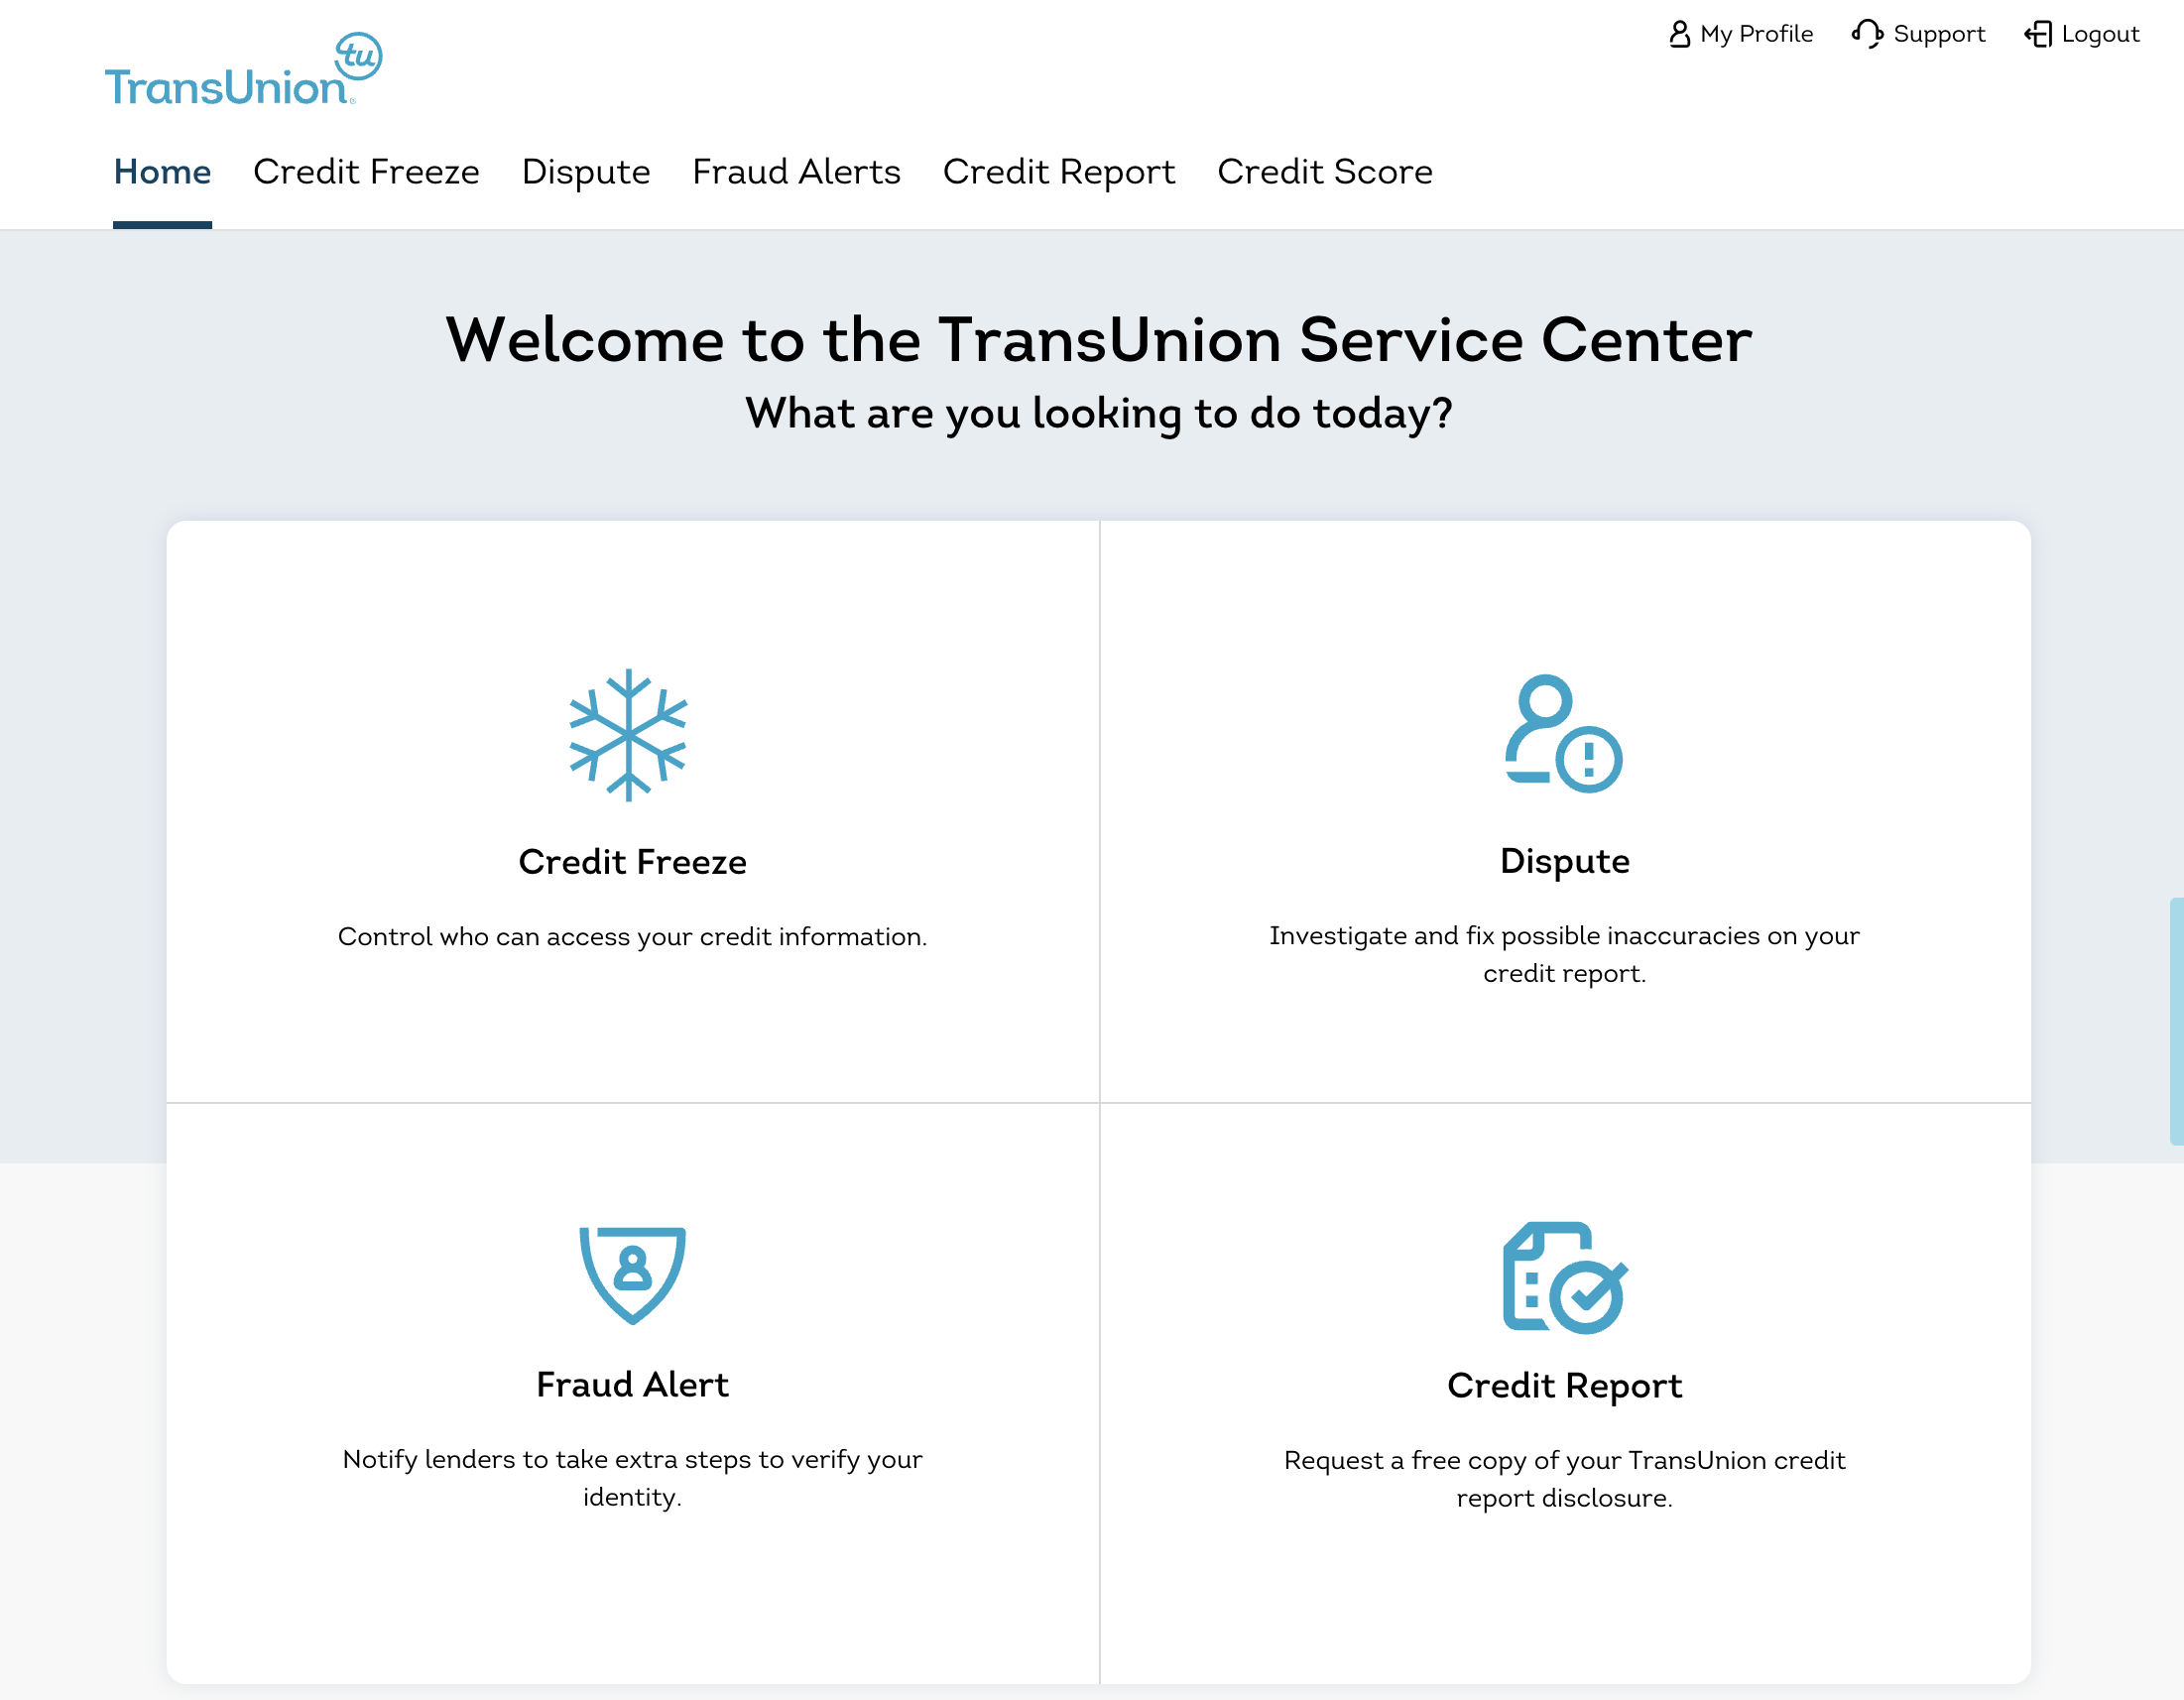 My Profile Support Logout
tu
TransUnion®
Home Credit Freeze Dispute Fraud Alerts Credit Report Credit Score
Welcome to the TransUnion Service Center
What are you looking to do today?
Credit Freeze
Control who can access your credit information.
Dispute
Investigate and fix possible inaccuracies on your
credit report.
Fraud Alert
Notify lenders to take extra steps to verify your
identity.
Credit Report
Request a free copy of your TransUnion credit
report disclosure.